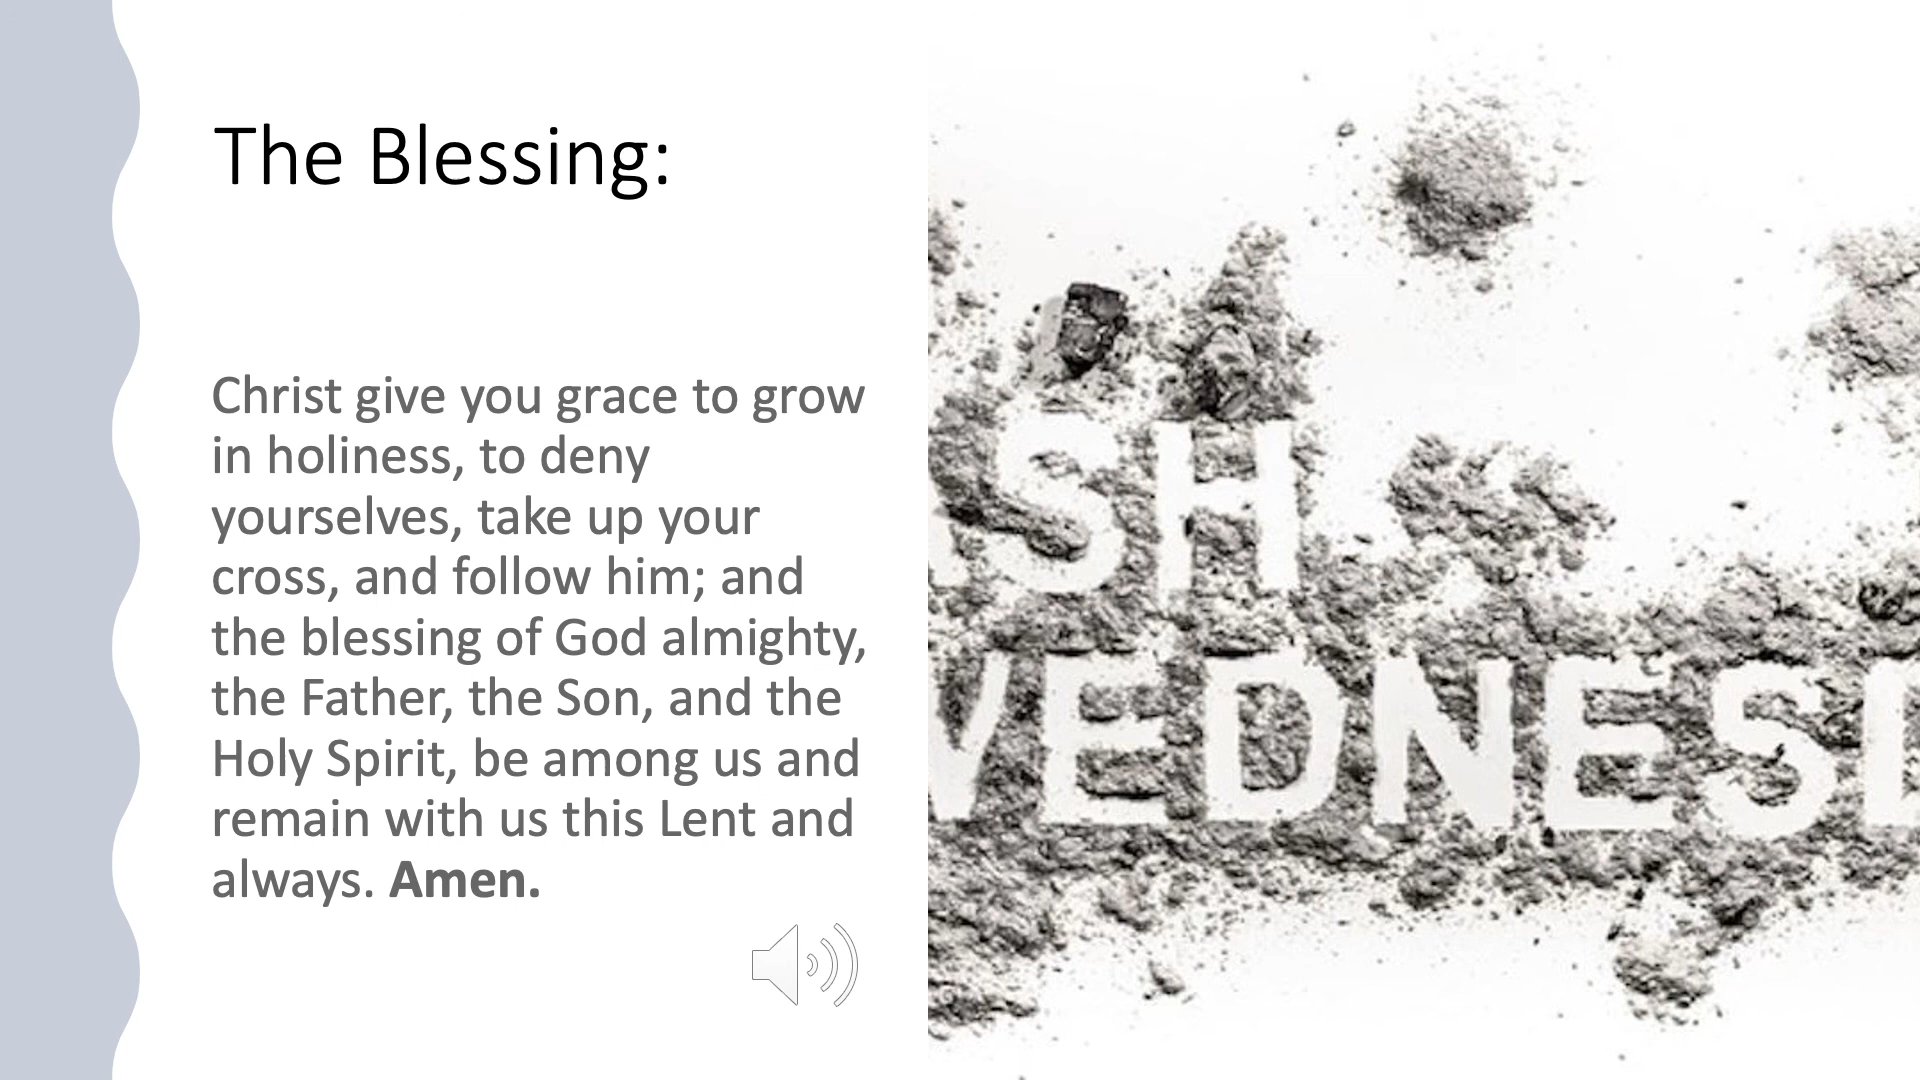 The Blessing:
Christ give you grace to grow
in holiness, to deny
yourselves, take up your
cross, and follow him; and
the blessing of God almighty,
the Father, the Son, and the
Holy Spirit, be among us and
remain with us this Lent and
always. Amen.
SH
WEDNESD